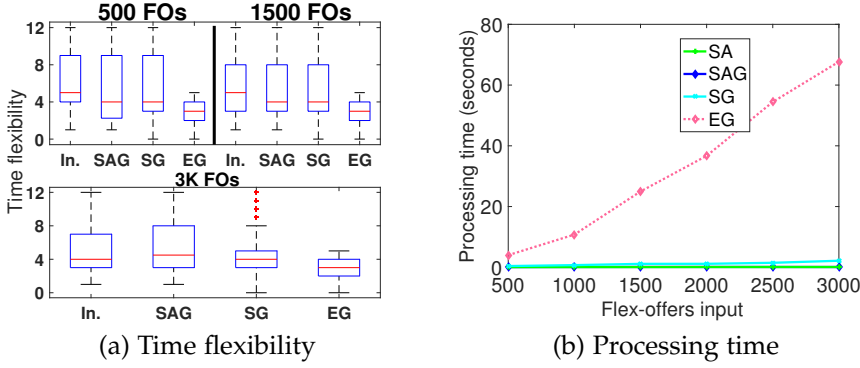 500 FOs
1500 FOs
12
8
4
0
In. SAG SG EG In. SAG SG EG
Time flexibility
3K FOs
12
8
4
0
In. SAG SG EG
(a) Time flexibility
80
60
40
20
0
Processing time (seconds)
SA
SAG
SG
EG
500 1000 1500 2000 2500 3000
Flex-offers input
(b) Processing time